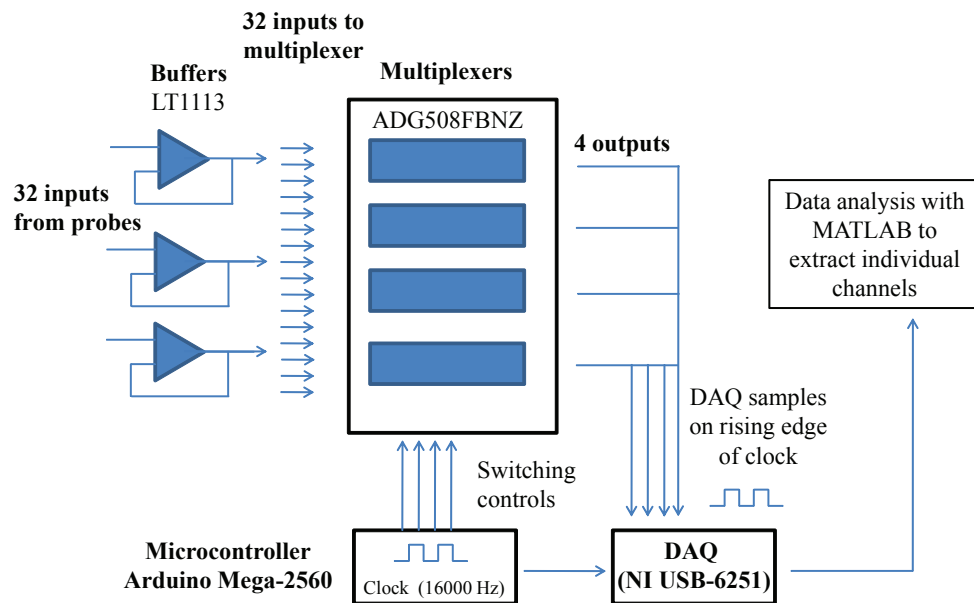 32 inputs to
multiplexer
Buffers
LT1113
Multiplexers
ADG508FBNZ
4 outputs
32 inputs
from probes
Data analysis with
MATLAB to
extract individual
channels
DAQ samples
on rising edge
of clock
Switching
controls
Microcontroller
Arduino Mega-2560
Clock (16000 Hz)
DAQ
(NI USB-6251)